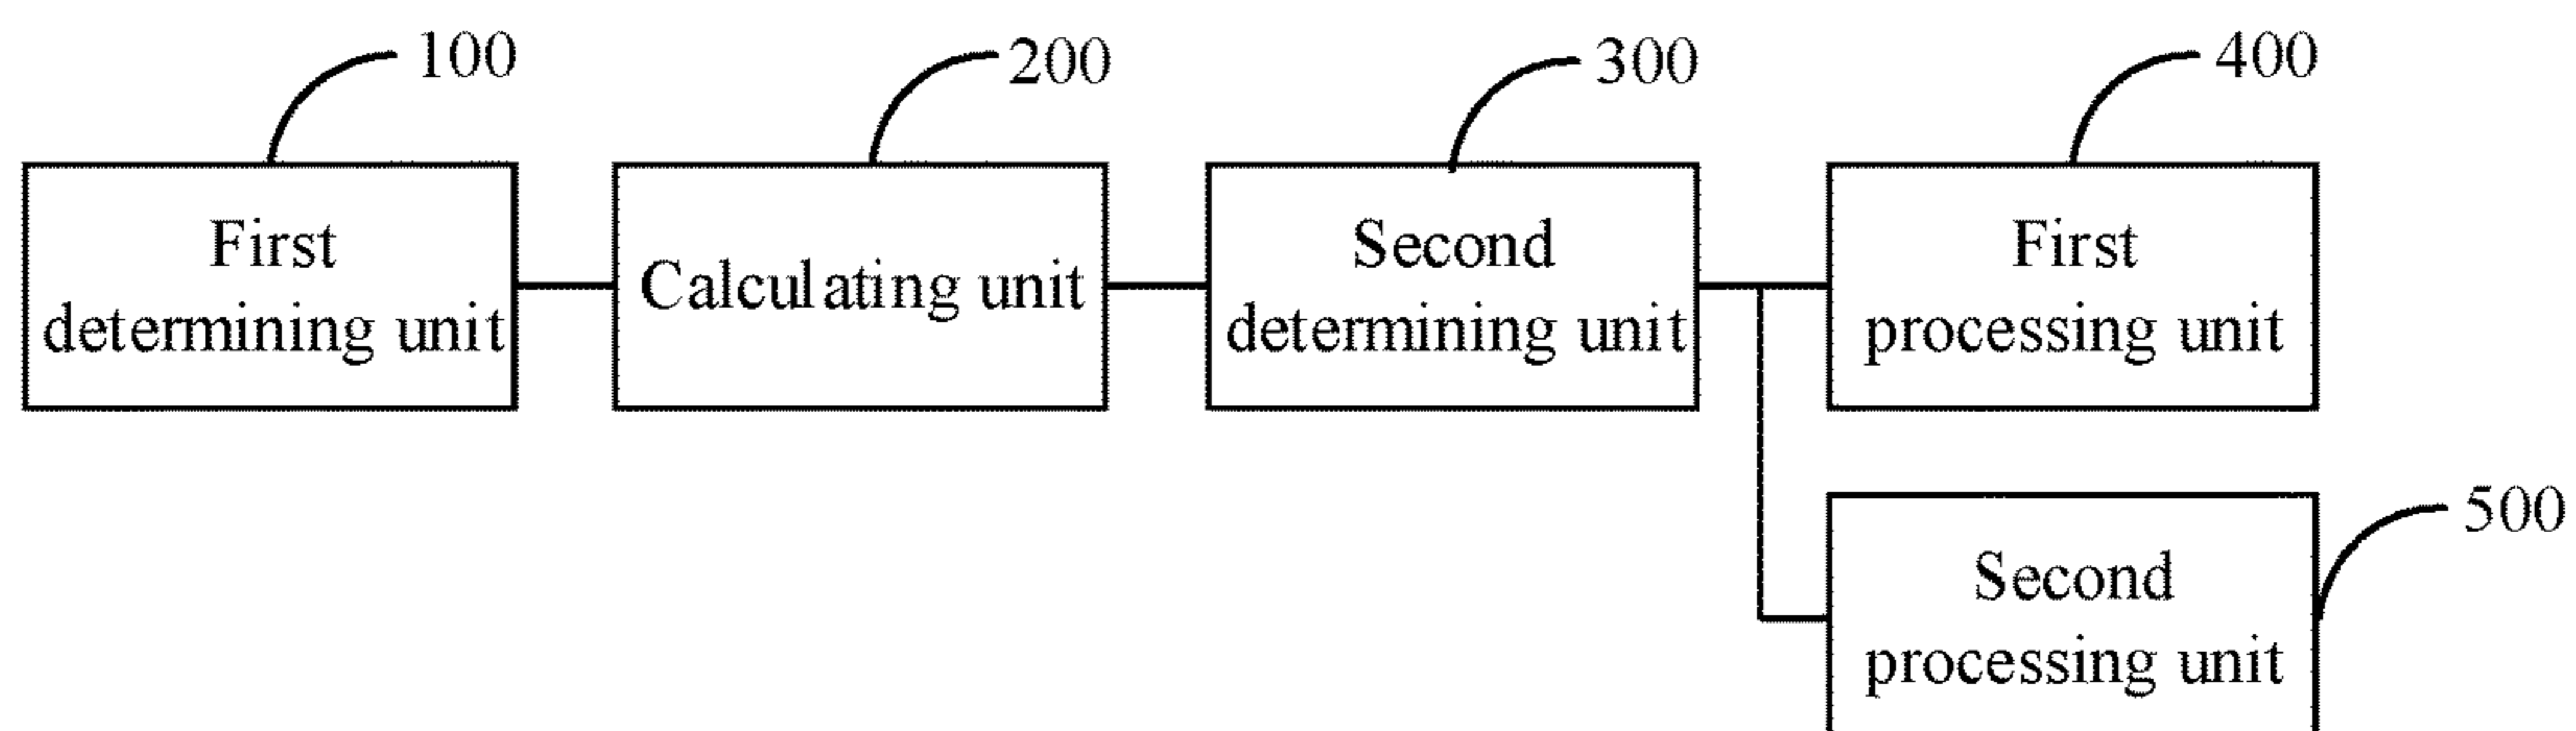 100
200
300
400
First
determining unit
Calculating unit
Second
determining unit
First
processing unit
500
Second
processing unit